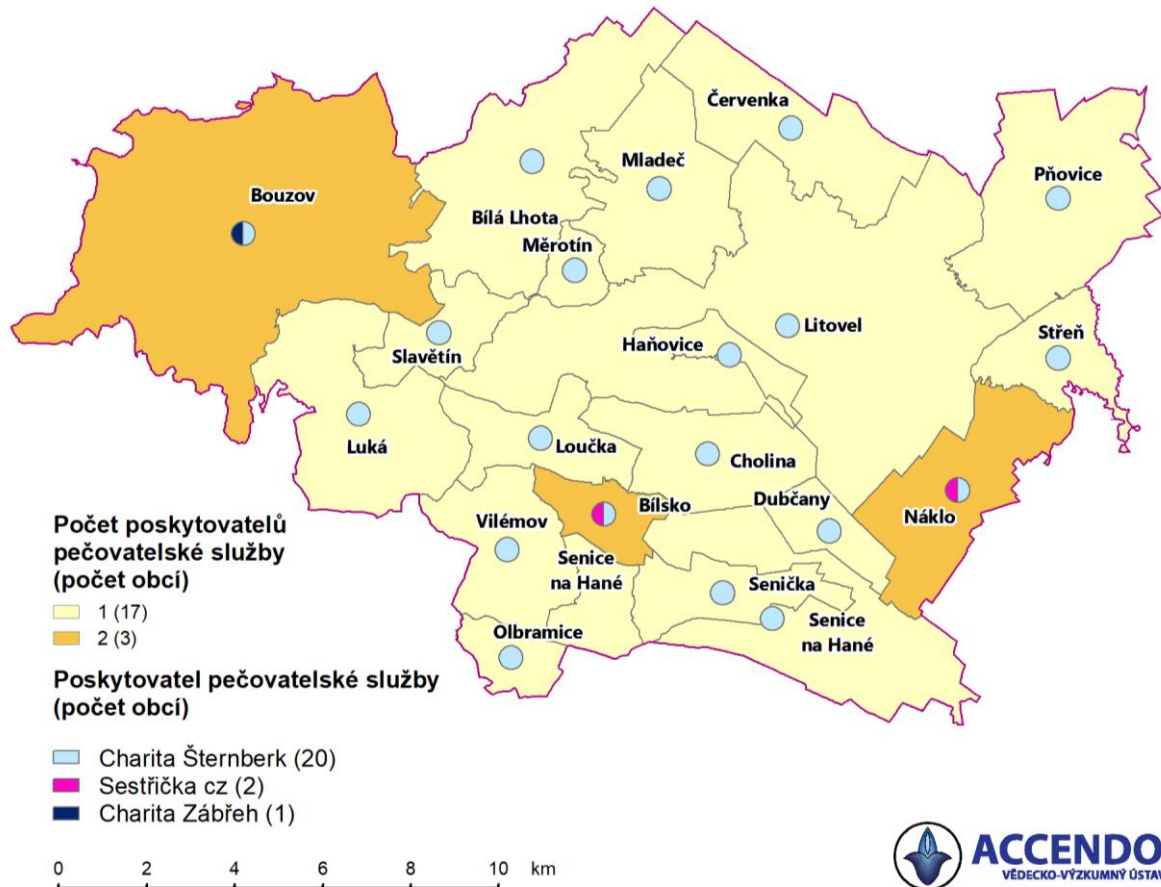 Červenka
Mladeč
Pňovice
Bouzov
Bílá Lhota
Měrotín
Litovel
Střeň
Haňovice
Slavětín
Luká
Loučka
Cholina
Dubčany
Bílsko
Náklo
Vilémov
Senice
na Hané
Senička
Senice
na Hané
Olbramice
Počet poskytovatelů
pečovatelské služby
(počet obcí)
1 (17)
2 (3)
Poskytovatel pečovatelské služby
(počet obcí)
Charita Šternberk (20)
Sestřička cz (2)
Charita Zábřeh (1)
0 2 4 6 8 10 km
ACCENDO
VĚDECKO-VÝZKUMNÝ ÚSTAV